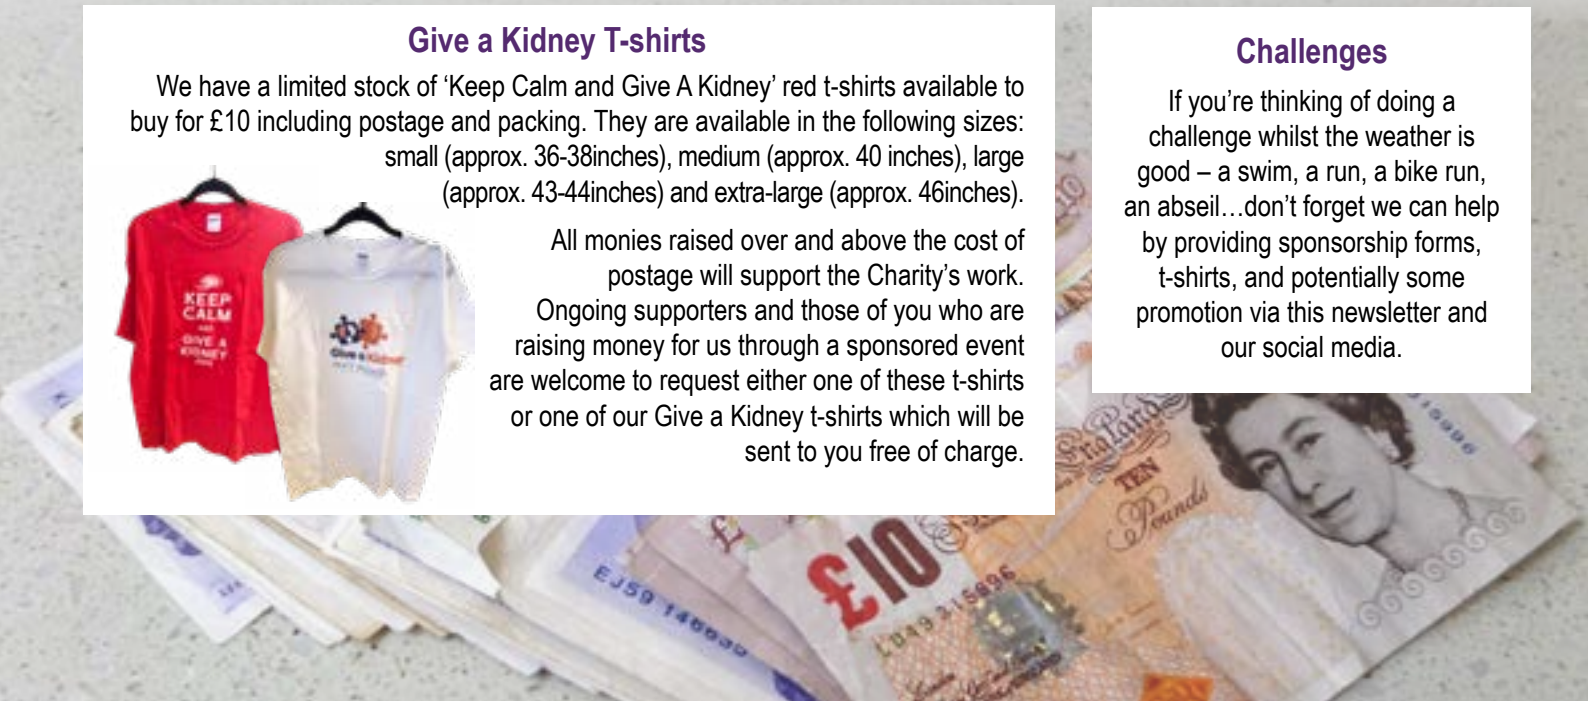 Give a Kidney T-shirts
We have a limited stock of ‘Keep Calm and Give A Kidney’ red t-shirts available to
buy for £10 including postage and packing. They are available in the following sizes:
small (approx. 36-38inches), medium (approx. 40 inches), large
(approx. 43-44inches) and extra-large (approx. 46inches).
All monies raised over and above the cost of
postage will support the Charity’s work.
Ongoing supporters and those of you who are
raising money for us through a sponsored event
are welcome to request either one of these t-shirts
or one of our Give a Kidney t-shirts which will be
sent to you free of charge.
KEEP
CALM
AND
GIVE A
KIDNEY
Give a Kidney
Challenges
If you’re thinking of doing a
challenge whilst the weather is
good – a swim, a run, a bike run,
an abseil…don’t forget we can help
by providing sponsorship forms,
t-shirts, and potentially some
promotion via this newsletter and
our social media.
10
England
TEN
Pounds
£10
EJ59 146635
LD49 315696